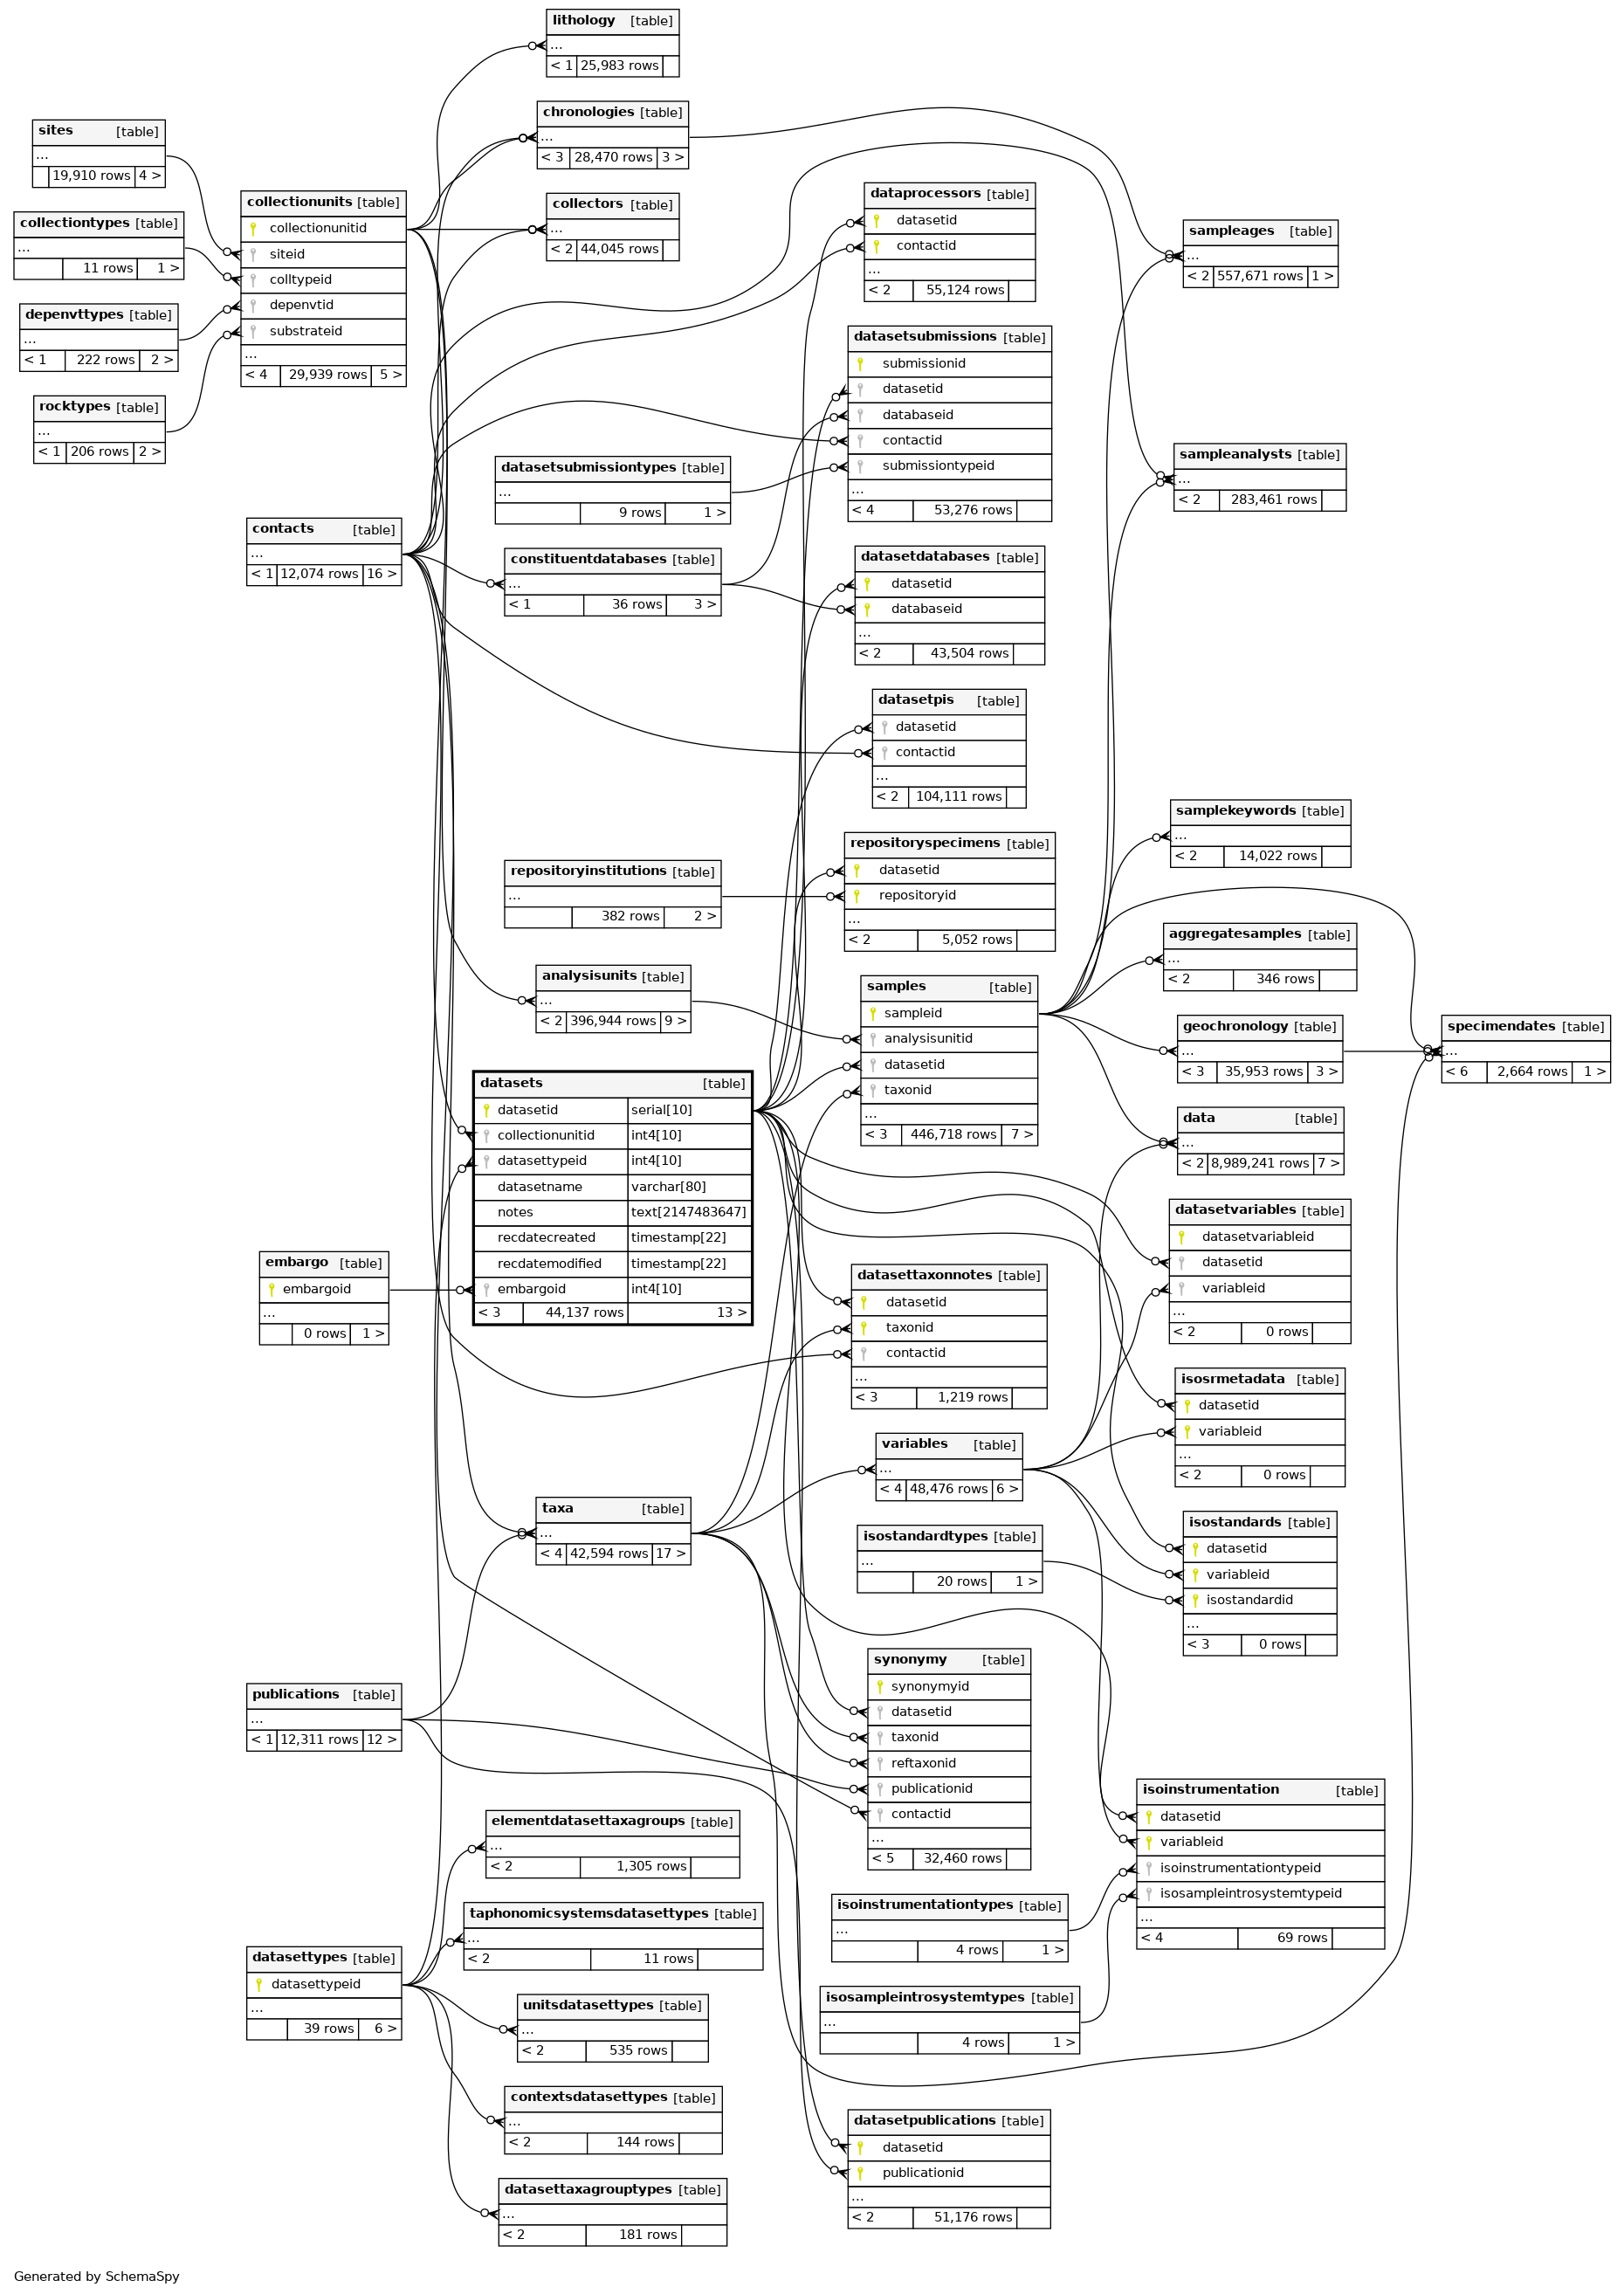 lithology [table]
...
< 1 25,983 rows
chronologies [table]
...
< 3 28,470 rows 3 >
sites [table]
...
19,910 rows 4 >
collectiontypes [table]
...
11 rows 1 >
depenvttypes [table]
...
< 1 222 rows 2 >
rocktypes [table]
...
< 1 206 rows 2 >
collectionunits [table]
collectionunitid
siteid
colltypeid
depenvtid
substrateid
...
< 4 29,939 rows 5 >
collectors [table]
...
< 2 44,045 rows
dataprocessors [table]
datasetid
contactid
...
< 2 55,124 rows
sampleages [table]
...
< 2 557,671 rows 1 >
datasetsubmissions [table]
submissionid
datasetid
databaseid
contactid
submissiontypeid
...
< 4 53,276 rows
sampleanalysts [table]
...
< 2 283,461 rows
datasetsubmissiontypes [table]
...
9 rows 1 >
contacts [table]
...
< 1 12,074 rows 16 >
constituentdatabases [table]
...
< 1 36 rows 3 >
datasetdatabases [table]
datasetid
databaseid
...
< 2 43,504 rows
datasetpis [table]
datasetid
contactid
...
< 2 104,111 rows
samplekeywords [table]
...
< 2 14,022 rows
repositoryinstitutions [table]
...
382 rows 2 >
repositoryspecimens [table]
datasetid
repositoryid
...
< 2 5,052 rows
aggregatesamples [table]
...
< 2 346 rows
analysisunits [table]
...
< 2 396,944 rows 9 >
samples [table]
sampleid
analysisunitid
datasetid
taxonid
...
< 3 446,718 rows 7 >
geochronology [table]
...
< 3 35,953 rows 3 >
specimendates [table]
...
< 6 2,664 rows 1 >
datasets [table]
datasetid serial[10]
collectionunitid int4[10]
datasettypeid int4[10]
datasetname varchar[80]
notes text[2147483647]
recdatecreated timestamp[22]
recdatemodified timestamp[22]
embargoid int4[10]
< 3 44,137 rows 13 >
data [table]
...
< 2 8,989,241 rows 7 >
datasetvariables [table]
datasetvariableid
datasetid
variableid
...
< 2 0 rows
embargo [table]
embargoid
...
0 rows 1 >
datasettaxonnotes [table]
datasetid
taxonid
contactid
...
< 3 1,219 rows
isosrmetadata [table]
datasetid
variableid
...
< 2 0 rows
variables [table]
...
< 4 48,476 rows 6 >
taxa [table]
...
< 4 42,594 rows 17 >
isostandardtypes [table]
...
20 rows 1 >
isostandards [table]
datasetid
variableid
isostandardid
...
< 3 0 rows
publications [table]
...
< 1 12,311 rows 12 >
synonymy [table]
synonymyid
datasetid
taxonid
reftaxonid
publicationid
contactid
...
< 5 32,460 rows
isoinstrumentation [table]
datasetid
variableid
isoinstrumentationtypeid
isosampleintrosystemtypeid
...
< 4 69 rows
elementdatasettaxagroups [table]
...
< 2 1,305 rows
taphonomicsystemsdatasettypes [table]
...
< 2 11 rows
isoinstrumentationtypes [table]
...
4 rows 1 >
datasettypes [table]
datasettypeid
...
39 rows 6 >
unitsdatasettypes [table]
...
< 2 535 rows
isosampleintrosystemtypes [table]
...
4 rows 1 >
contextsdatasettypes [table]
...
< 2 144 rows
datasetpublications [table]
datasetid
publicationid
...
< 2 51,176 rows
datasettaxagrouptypes [table]
...
< 2 181 rows
Generated by SchemaSpy